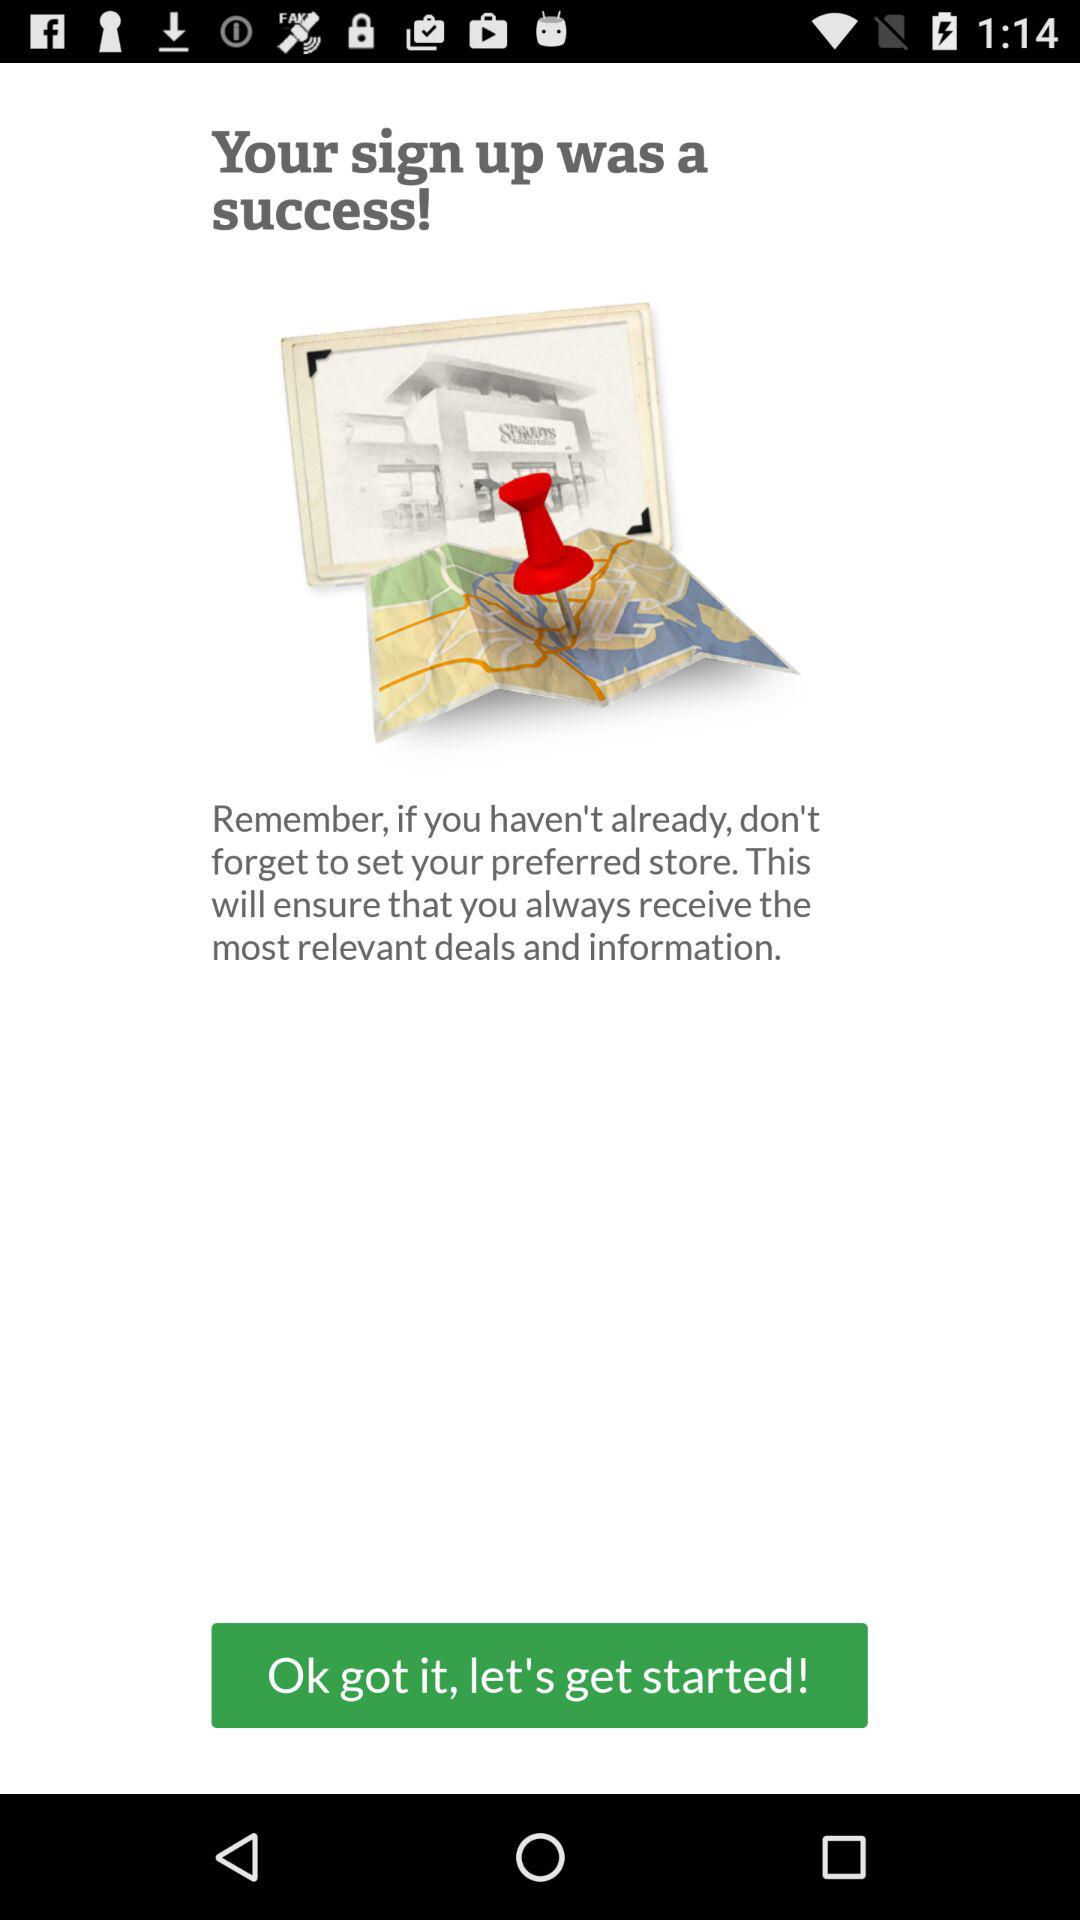 FAKE
1:14
Your sign up was a
success!
SPROUTS
Remember, if you haven't already, don't
forget to set your preferred store. This
will ensure that you always receive the
most relevant deals and information.
Ok got it, let's get started!